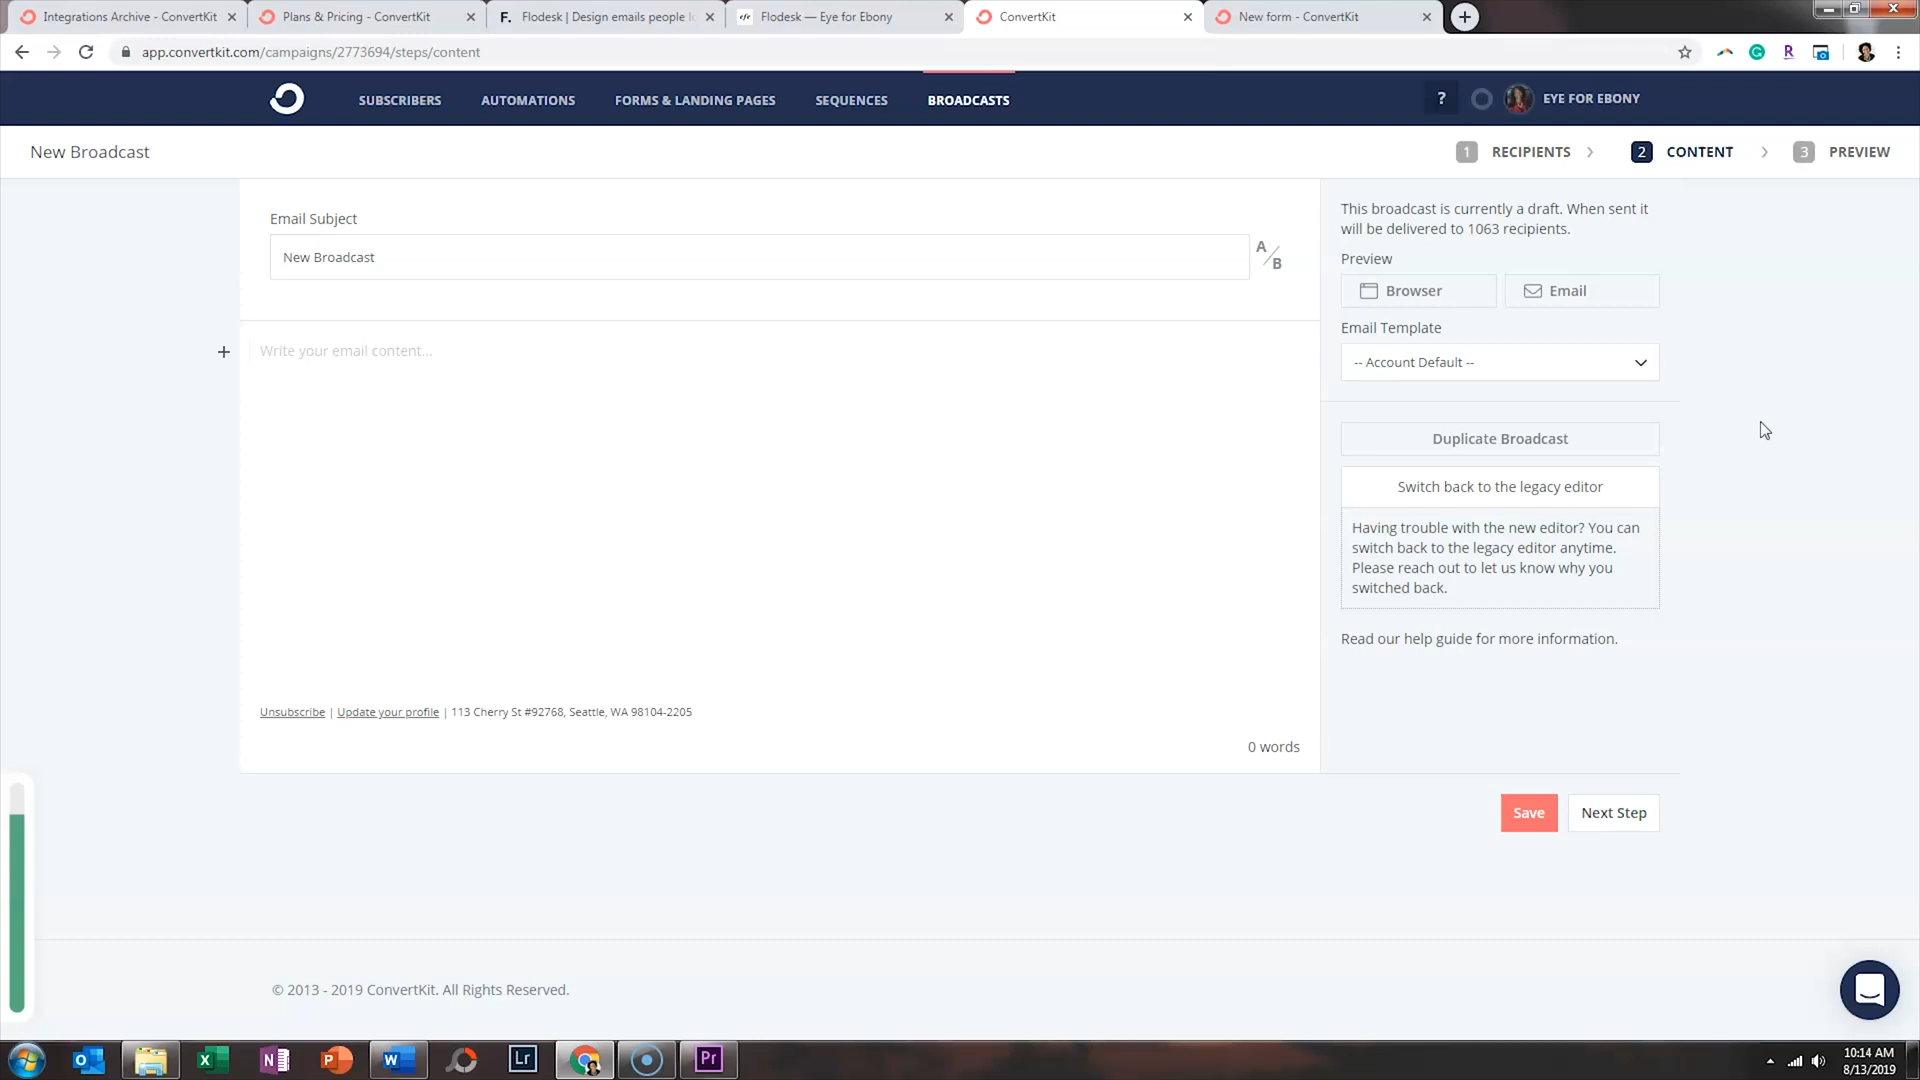 Integrations Archive - ConvertKit
Plans & Pricing - ConvertKit
F. Flodesk | Design emails people lo
Flodesk — Eye for Ebony
ConvertKit
New form - ConvertKit
app.convertkit.com/campaigns/2773694/steps/content
SUBSCRIBERS
AUTOMATIONS
FORMS & LANDING PAGES
SEQUENCES
BROADCASTS
?
EYE FOR EBONY
New Broadcast
1 RECIPIENTS
2 CONTENT
3 PREVIEW
Email Subject
New Broadcast
A/B
Write your email content...
Unsubscribe | Update your profile | 113 Cherry St #92768, Seattle, WA 98104-2205
0 words
This broadcast is currently a draft. When sent it
will be delivered to 1063 recipients.
Preview
Browser
Email
Email Template
-- Account Default --
Duplicate Broadcast
Switch back to the legacy editor
Having trouble with the new editor? You can
switch back to the legacy editor anytime.
Please reach out to let us know why you
switched back.
Read our help guide for more information.
Save
Next Step
© 2013 - 2019 ConvertKit. All Rights Reserved.
Lr
Pr
10:14 AM
8/13/2019